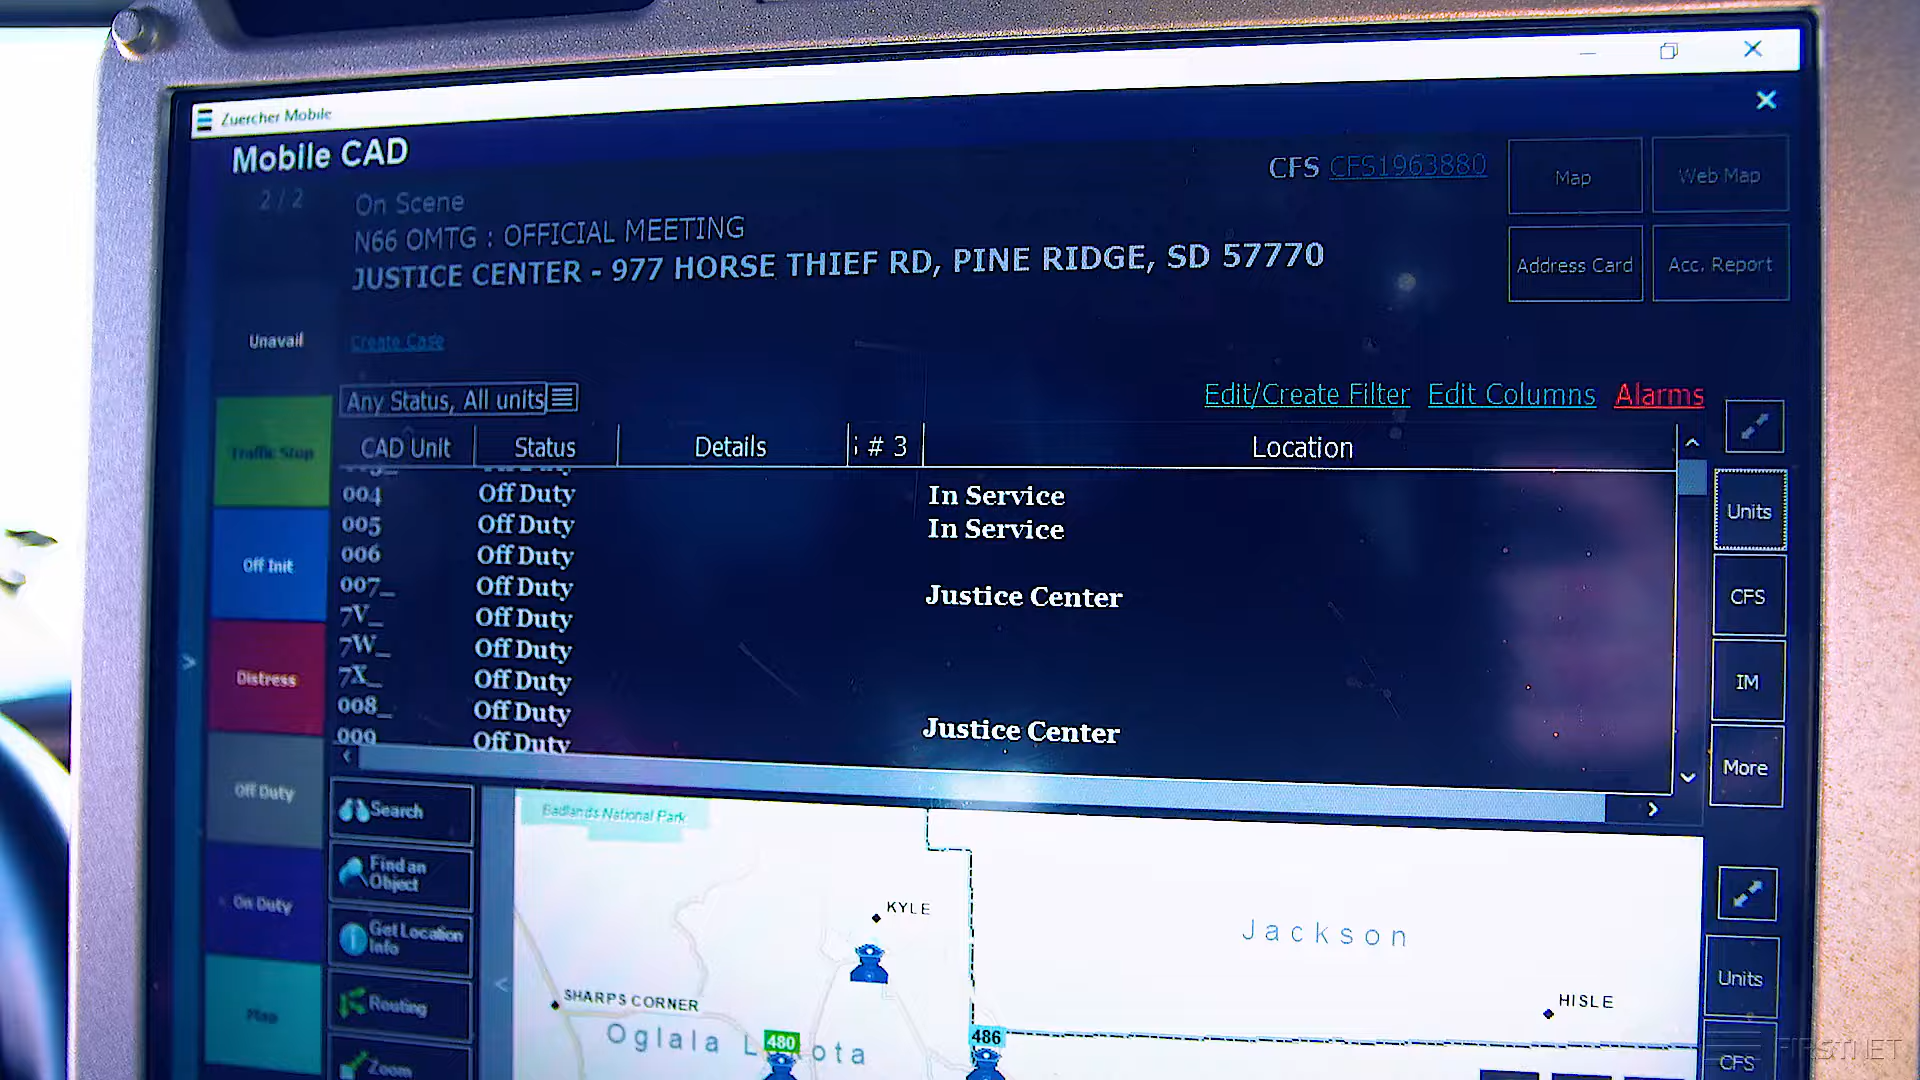 Zuercher Mobile
Mobile CAD
2 / 2
On Scene
N66 OMTG : OFFICIAL MEETING
JUSTICE CENTER - 977 HORSE THIEF RD, PINE RIDGE, SD 57770
CFS CFS1963880
Map
Web Map
Address Card
Acc. Report
Unavail
Create Case
Any Status, All units
Edit/Create Filter Edit Columns Alarms
CAD Unit Status Details # 3 Location
004 Off Duty In Service
005 Off Duty In Service
006 Off Duty
007_ Off Duty Justice Center
7V_ Off Duty
7W_ Off Duty
7X_ Off Duty
008_ Off Duty
009 Off Duty Justice Center
Traffic Stop
Off Init
Distress
Off Duty
On Duty
Map
Units
CFS
IM
More
Search
Find an
Object
Get Location
Info
Routing
Zoom
Badlands National Park
KYLE
Jackson
SHARPS CORNER
HISLE
Oglala L
ota
480
486
Units
CFS
FIRSTNET